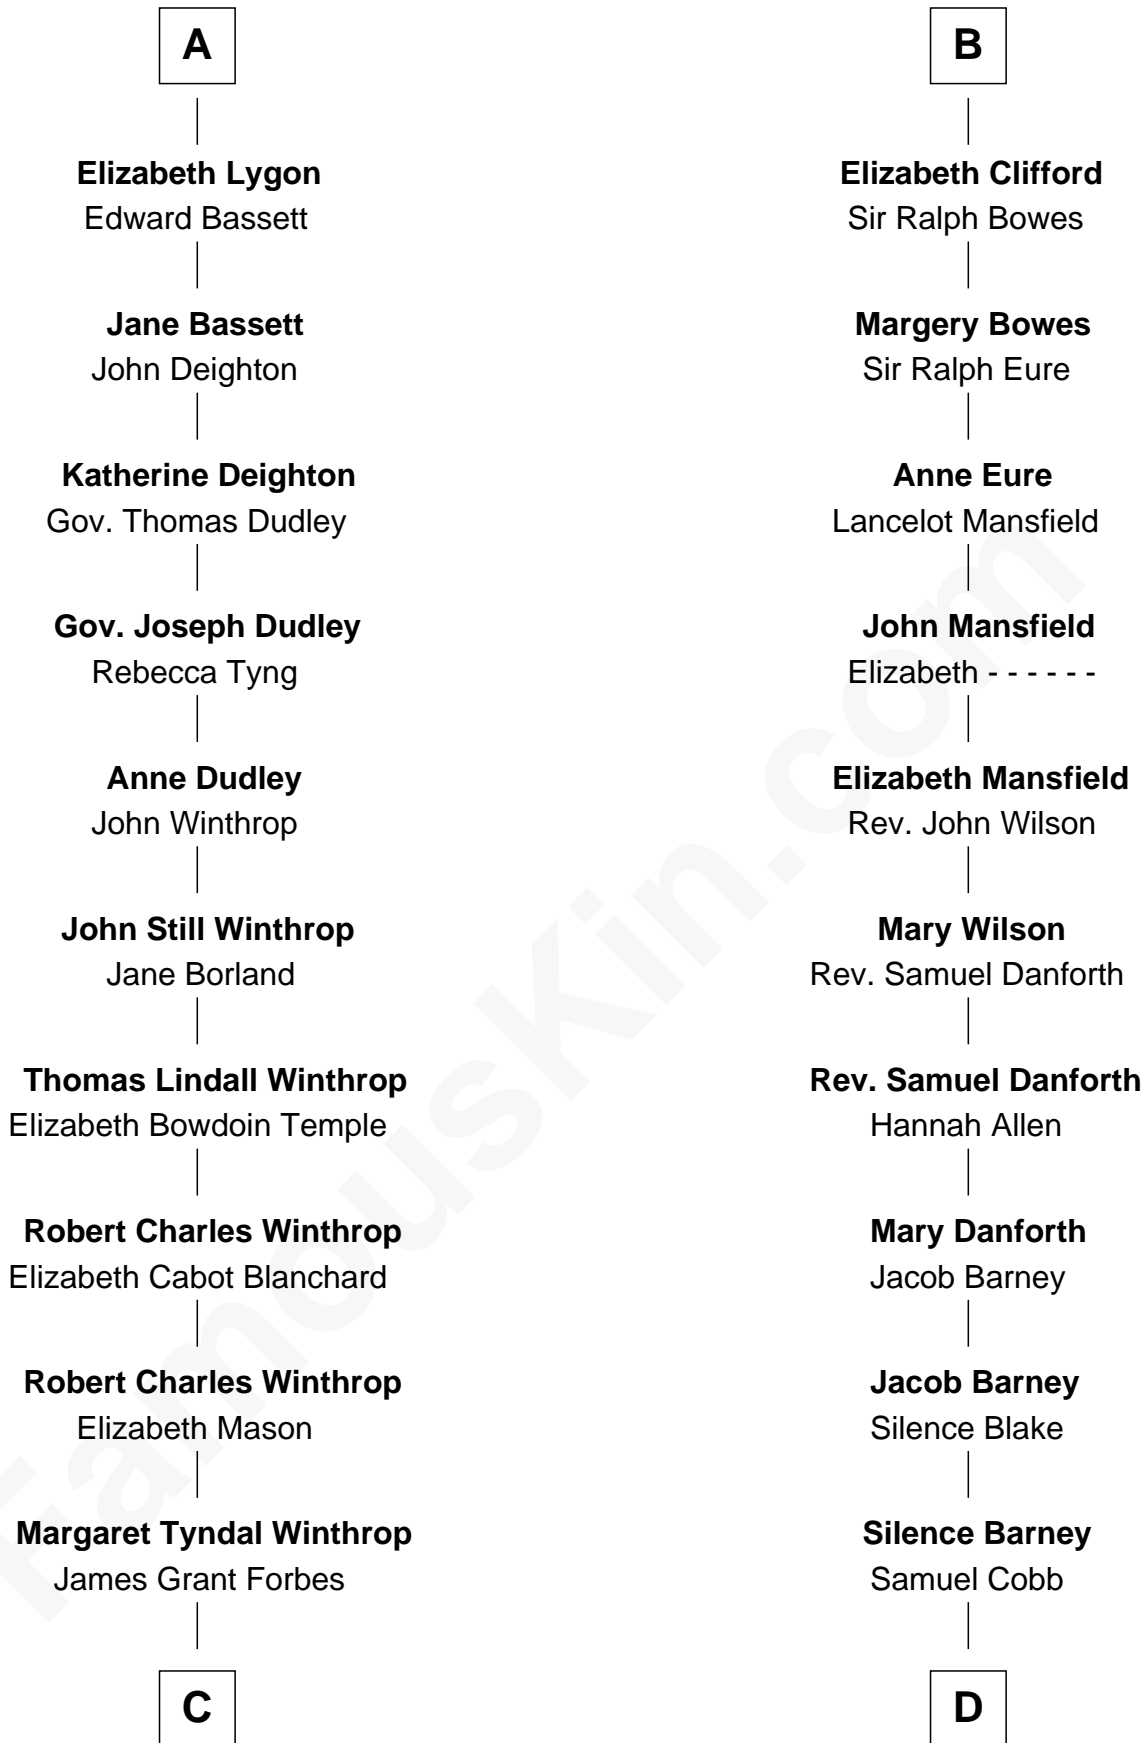 A
Elizabeth Lygon
Edward Bassett
Jane Bassett
John Deighton
Katherine Deighton
Gov. Thomas Dudley
Gov. Joseph Dudley
Rebecca Tyng
Anne Dudley
John Winthrop
John Still Winthrop
Jane Borland
Thomas Lindall Winthrop
Elizabeth Bowdoin Temple
Robert Charles Winthrop
Elizabeth Cabot Blanchard
Robert Charles Winthrop
Elizabeth Mason
Margaret Tyndal Winthrop
James Grant Forbes
C
B
Elizabeth Clifford
Sir Ralph Bowes
Margery Bowes
Sir Ralph Eure
Anne Eure
Lancelot Mansfield
John Mansfield
Elizabeth - - - - - -
Elizabeth Mansfield
Rev. John Wilson
Mary Wilson
Rev. Samuel Danforth
Rev. Samuel Danforth
Hannah Allen
Mary Danforth
Jacob Barney
Jacob Barney
Silence Blake
Silence Barney
Samuel Cobb
D
FamousKin.com